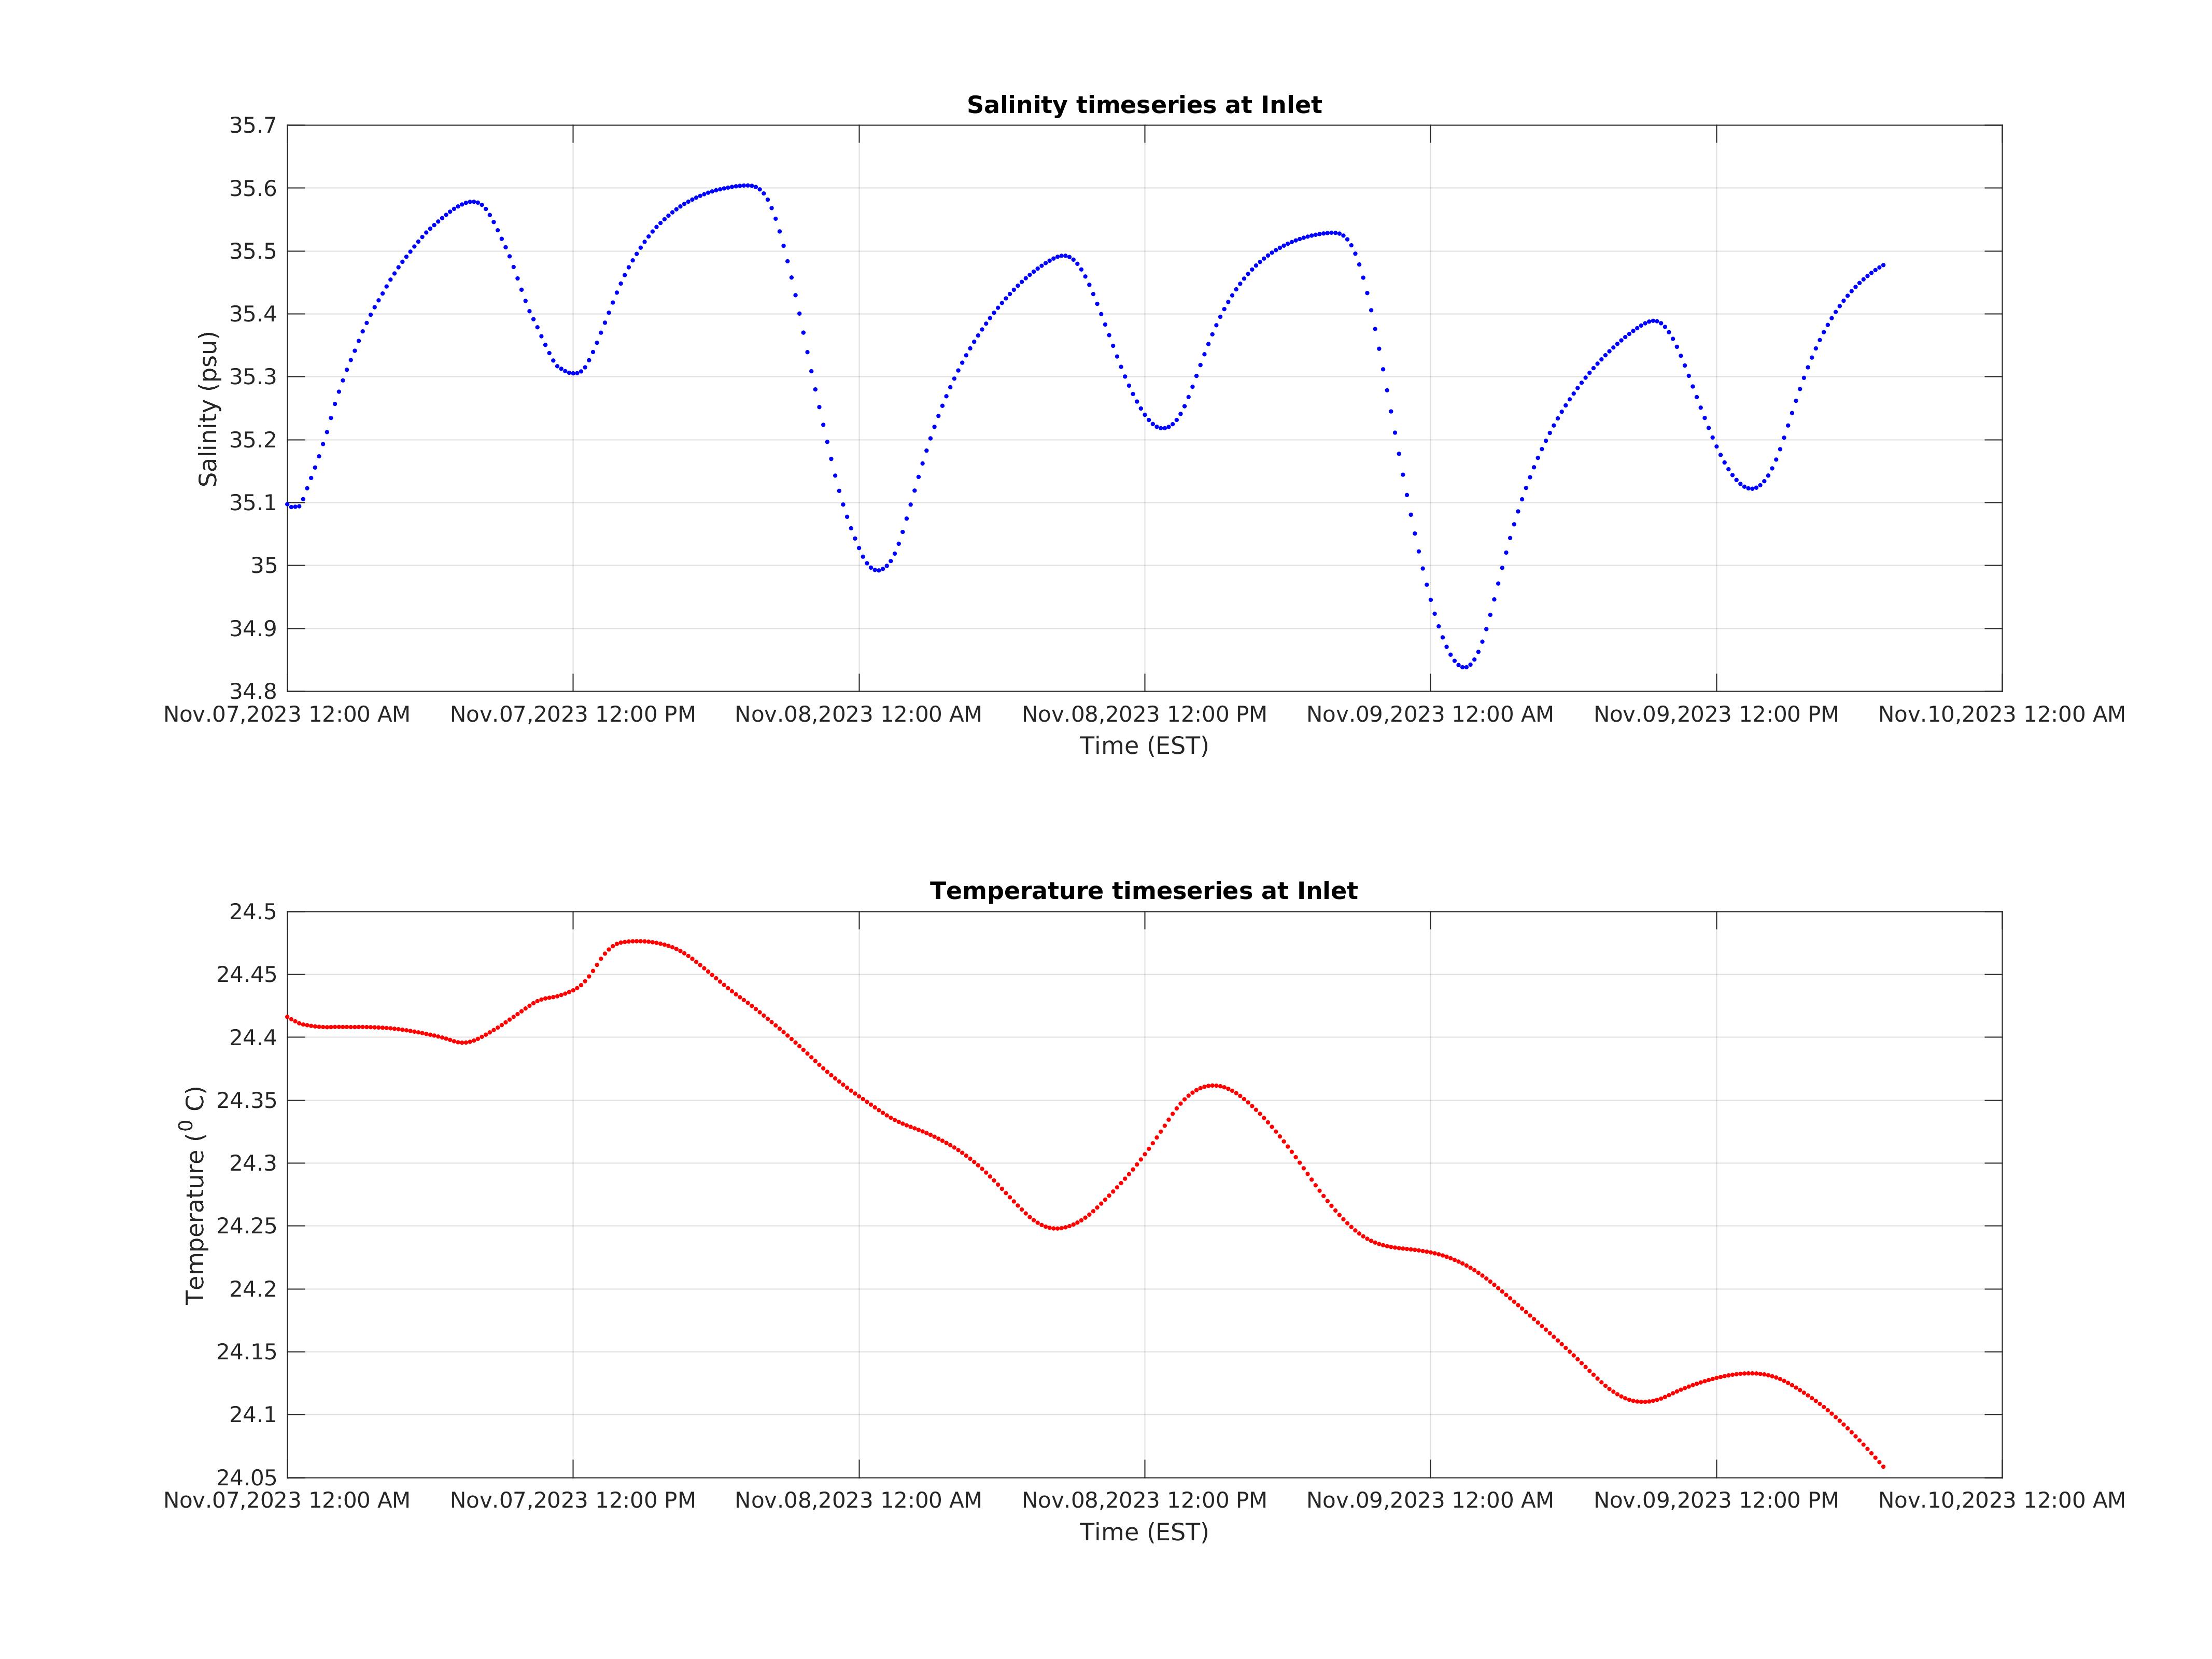 Salinity timeseries at Inlet
35.7
35.6
35.5
35.4
35.3
35.2
35.1
35
34.9
34.8
Salinity (psu)
Nov.07,2023 12:00 AM Nov.07,2023 12:00 PM Nov.08,2023 12:00 AM Nov.08,2023 12:00 PM Nov.09,2023 12:00 AM Nov.09,2023 12:00 PM Nov.10,2023 12:00 AM
Time (EST)
Temperature timeseries at Inlet
24.5
24.45
24.4
24.35
24.3
24.25
24.2
24.15
24.1
24.05
Temperature (⁰ C)
Nov.07,2023 12:00 AM Nov.07,2023 12:00 PM Nov.08,2023 12:00 AM Nov.08,2023 12:00 PM Nov.09,2023 12:00 AM Nov.09,2023 12:00 PM Nov.10,2023 12:00 AM
Time (EST)